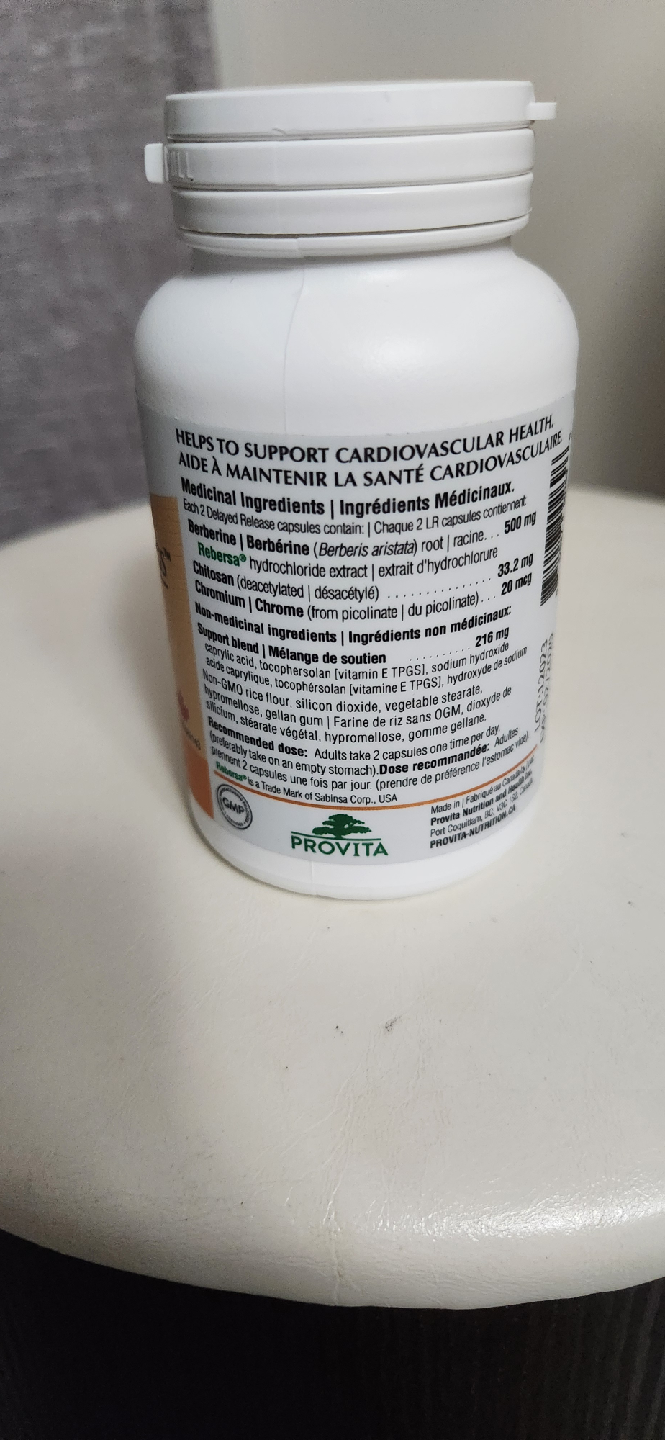 HELPS TO SUPPORT CARDIOVASCULAR HEALTH.
AIDE À MAINTENIR LA SANTÉ CARDIOVASCULAIRE
Medicinal Ingredients | Ingrédients Médicinaux.
Each 2 Delayed Release capsules contain: | Chaque 2 LR capsules contiennent
Berberine | Berbérine (Berberis aristata) root | racine... 500 mg
Rebersa® hydrochloride extract | extrait d'hydrochlorure
Chitosan (deacetylated | désacétylé) .......... 33.2 mg
Chromium | Chrome (from picolinate | du picolinate)... 20 mcg
Non-medicinal ingredients | Ingrédients non médicinaux:
Support blend | Mélange de soutien .......... 216 mg
caprylic acid, tocophersolan [vitamin E TPGS], sodium hydroxide
acide caprylique, tocophérsolan [vitamine E TPGS], hydroxyde de sodium
Non-GMO rice flour, silicon dioxide, vegetable stearate,
hypromellose, gellan gum | Farine de riz sans OGM, dioxyde de
silicium, stéarate végétal, hypromellose, gomme gellane.
Recommended dose: Adults take 2 capsules one time per day
(preferably take on an empty stomach). Dose recommandée: Adultes
prennent 2 capsules une fois par jour (prendre de préférence l'estomac vide).
Rebersa® is a Trade Mark of Sabinsa Corp., USA
GMP
PROVITA
Made in | Fabriqué au
Provita Nutrition and Health
Port Coquitlam, BC,
PROVITA-NUTRITION.CA